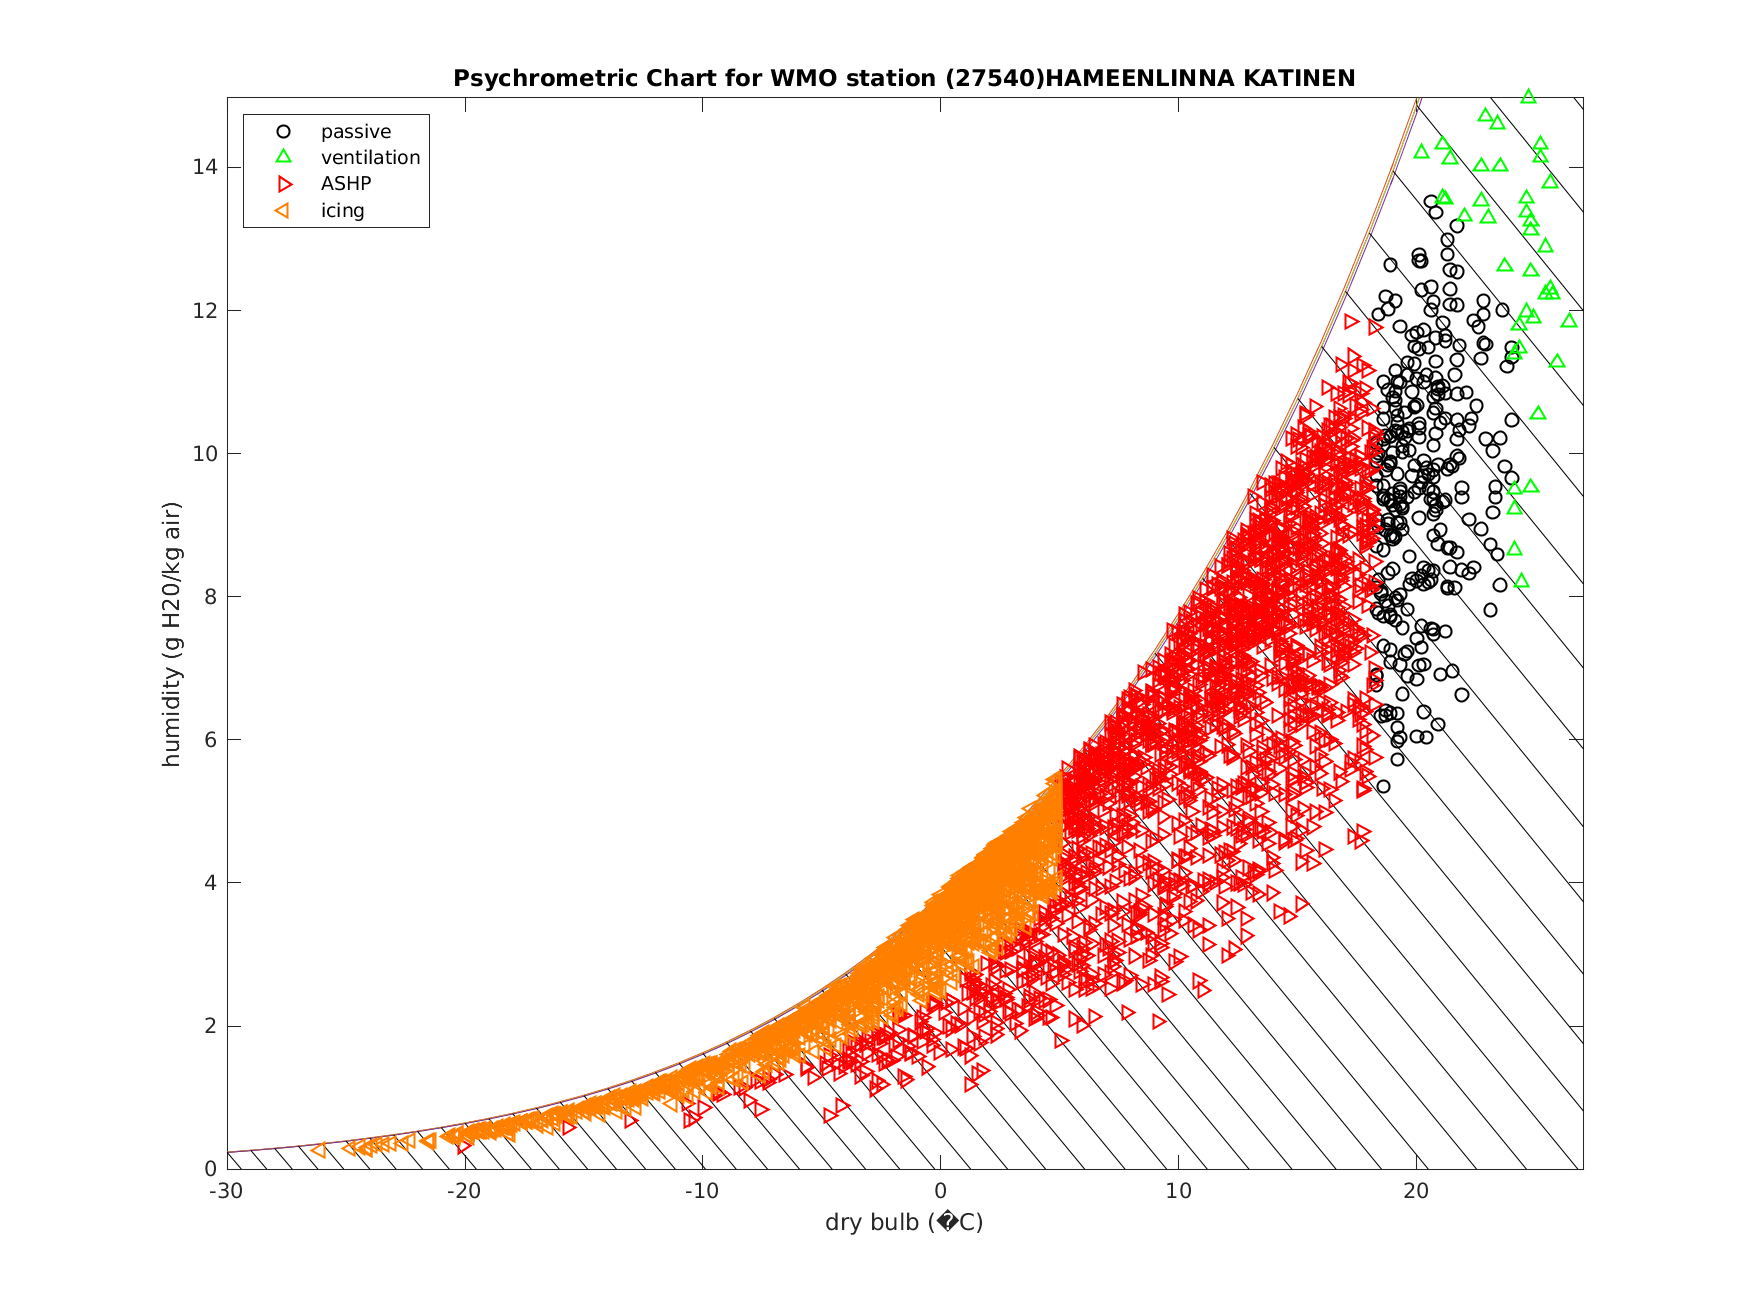 Psychrometric Chart for WMO station (27540)HAMEENLINNA KATINEN
passive
ventilation
ASHP
icing
humidity (g H20/kg air)
14
12
10
8
6
4
2
0
-30 -20 -10 0 10 20
dry bulb (�C)